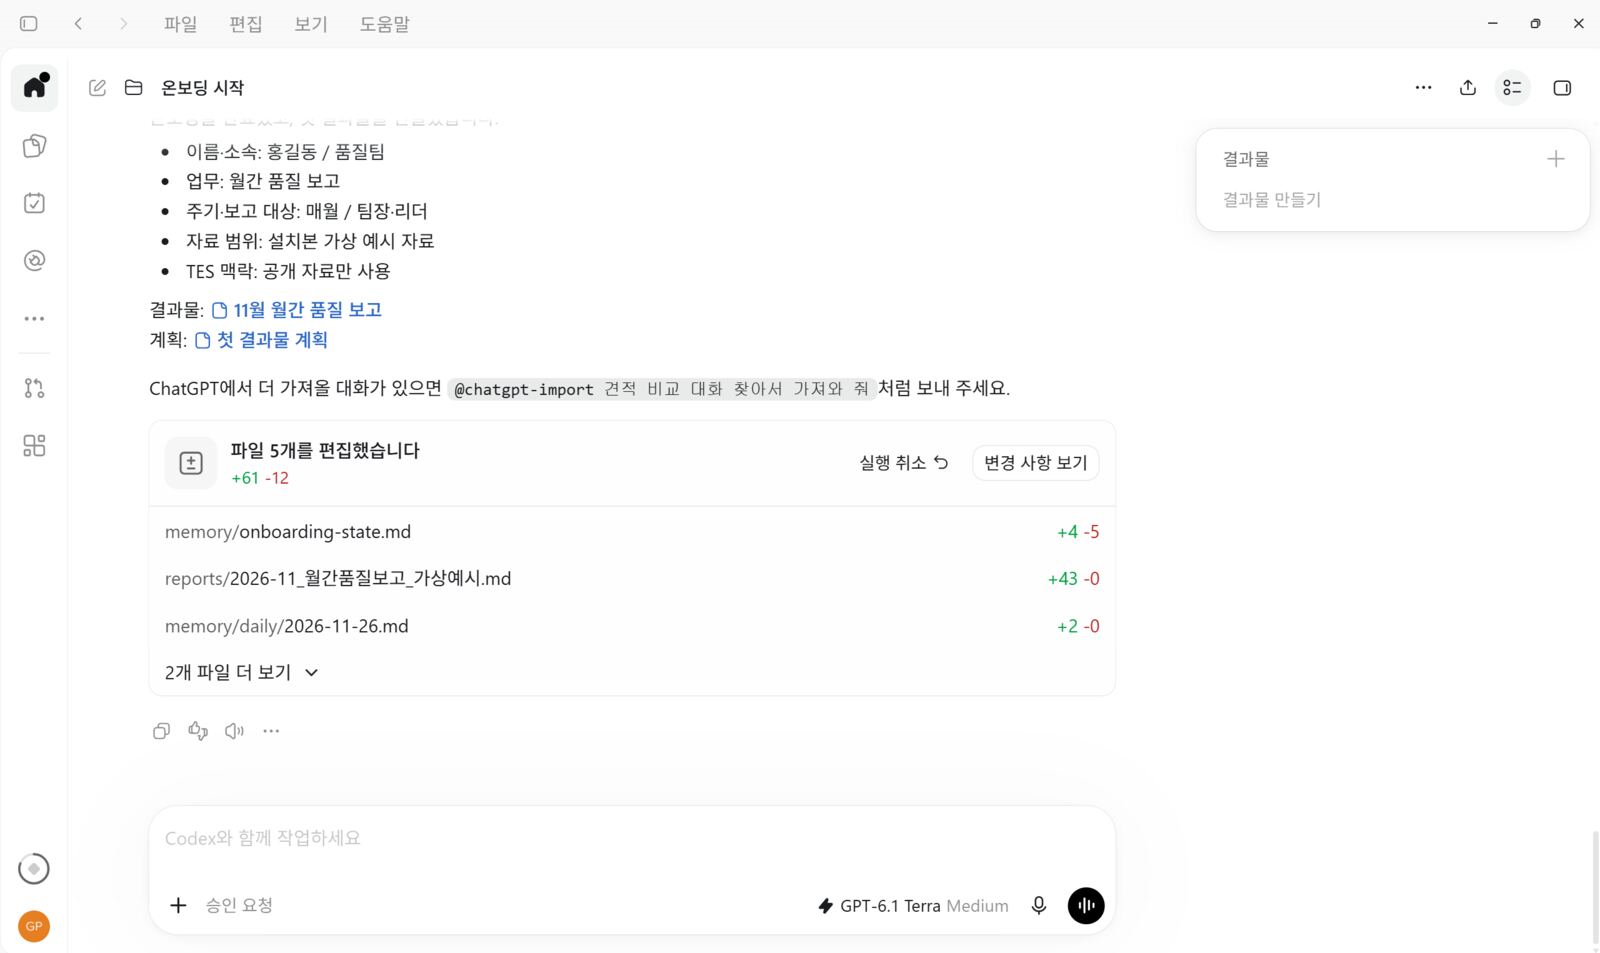 파일 편집 보기 도움말
온보딩 시작
이름·소속: 홍길동 / 품질팀
업무: 월간 품질 보고
주기·보고 대상: 매월 / 팀장·리더
자료 범위: 설치본 가상 예시 자료
TES 맥락: 공개 자료만 사용
결과물: 11월 월간 품질 보고
계획: 첫 결과물 계획
ChatGPT에서 더 가져올 대화가 있으면 @chatgpt-import 견적 비교 대화 찾아서 가져와 줘 처럼 보내 주세요.
파일 5개를 편집했습니다
+61 -12
실행 취소
변경 사항 보기
memory/onboarding-state.md +4 -5
reports/2026-11_월간품질보고_가상예시.md +43 -0
memory/daily/2026-11-26.md +2 -0
2개 파일 더 보기
Codex와 함께 작업하세요
승인 요청
GPT-6.1 Terra Medium
결과물
결과물 만들기
GP